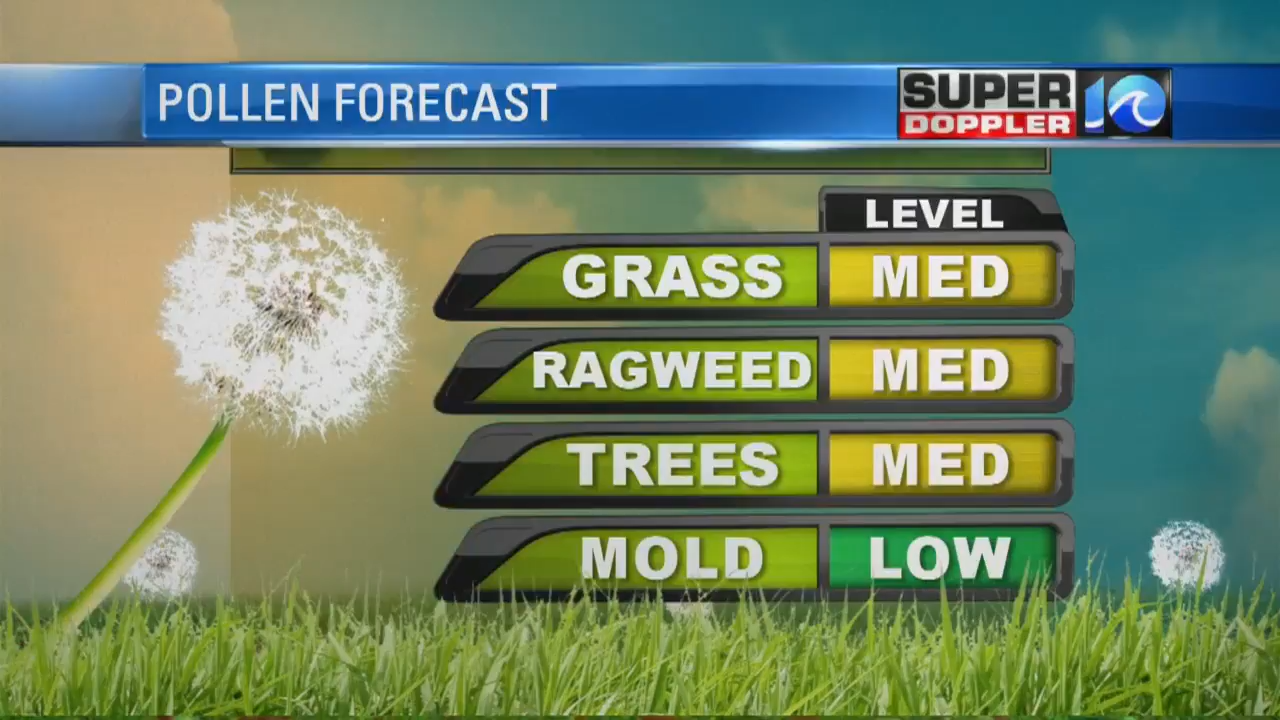 POLLEN FORECAST
SUPER
DOPPLER
10
LEVEL
GRASS MED
RAGWEED MED
TREES MED
MOLD LOW